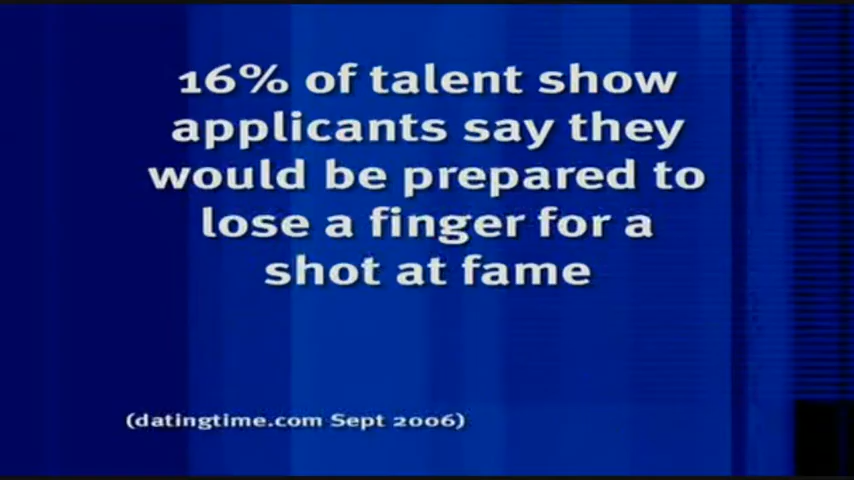 16% of talent show
applicants say they
would be prepared to
lose a finger for a
shot at fame
(datingtime.com Sept 2006)